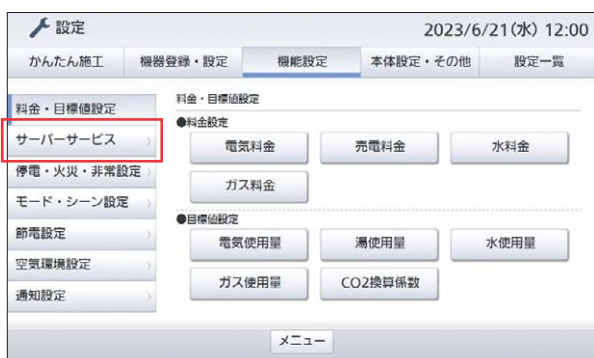 設定 2023/6/21(水) 12:00
かんたん施工 機器登録・設定 機能設定 本体設定・その他 設定一覧
料金・目標値設定
サーバーサービス
停電・火災・非常設定
モード・シーン設定
節電設定
空気環境設定
通知設定
料金・目標値設定
●料金設定
電気料金 売電料金 水料金
ガス料金
●目標値設定
電気使用量 湯使用量 水使用量
ガス使用量 CO2換算係数
メニュー